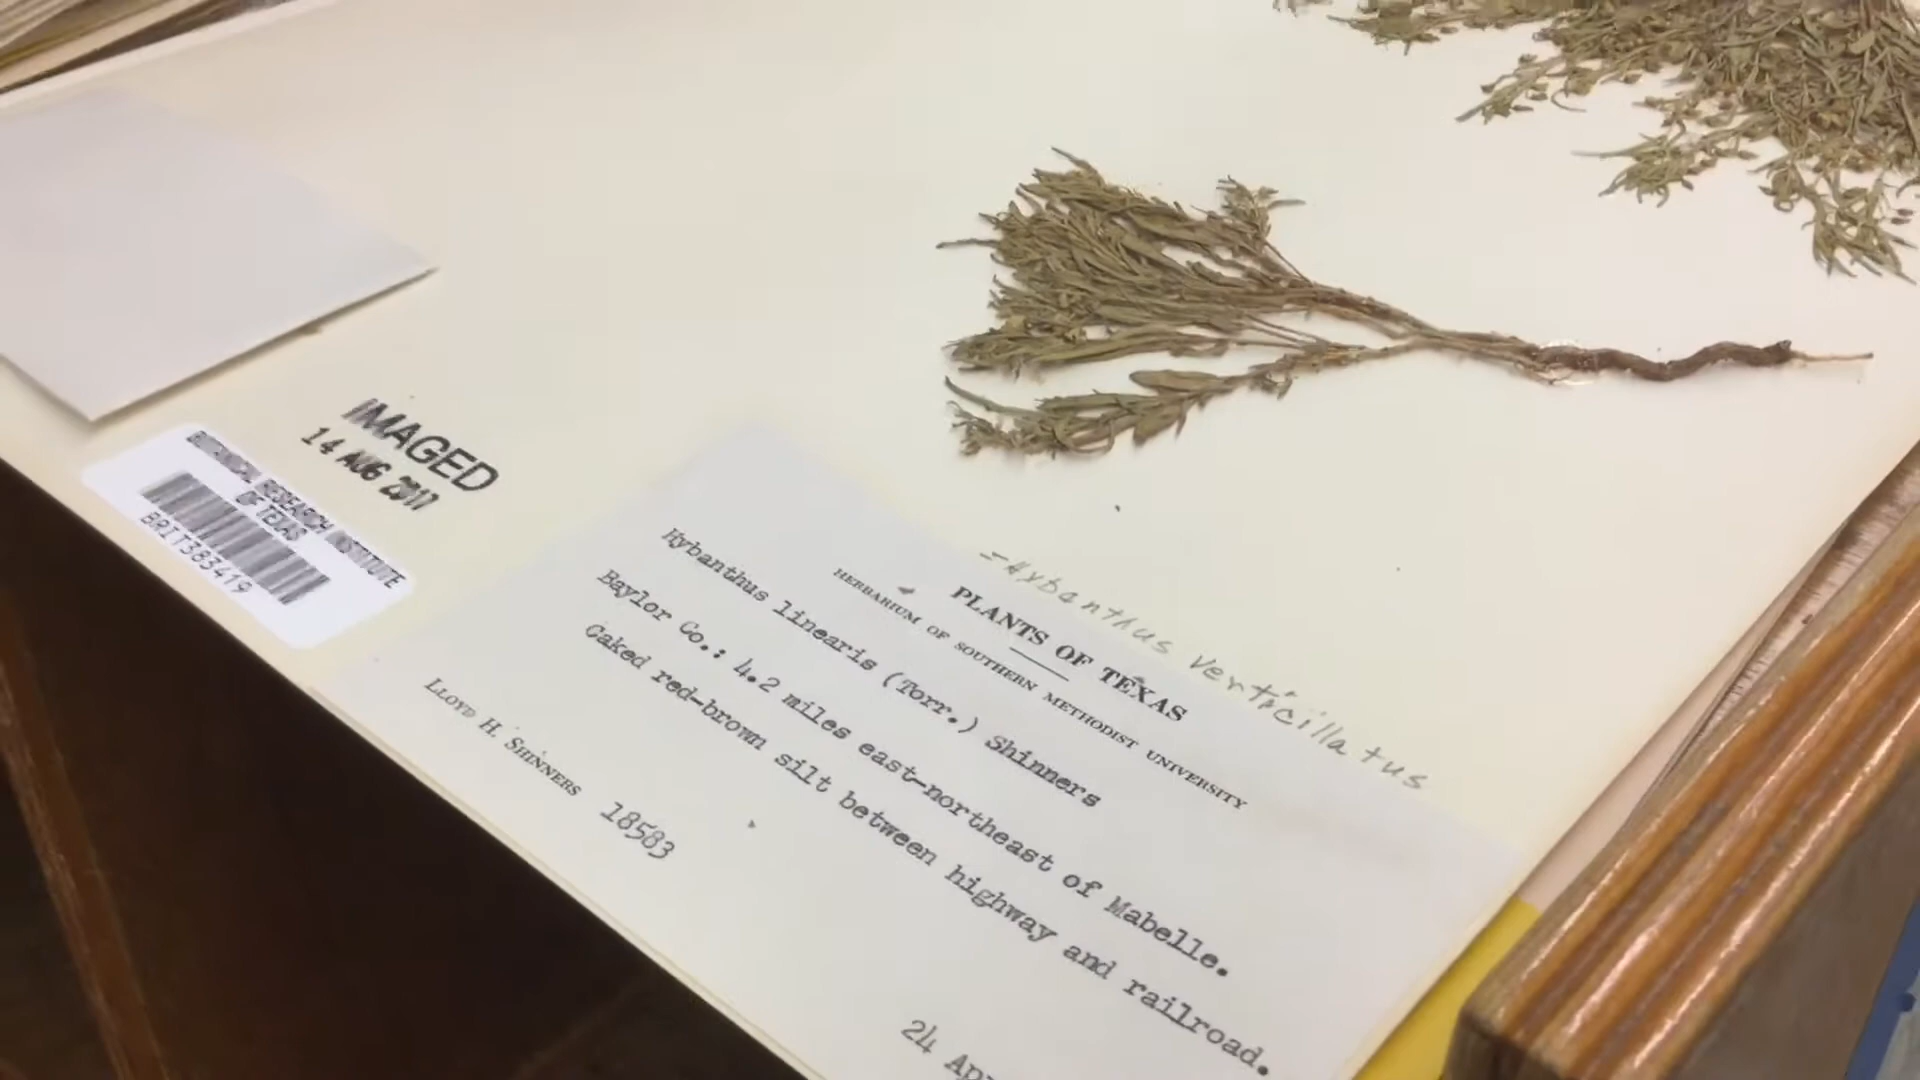 IMAGED
14 AUG 2017
BOTANICAL RESEARCH INSTITUTE
OF TEXAS
BRIT383419
=Hybanthus verticillatus
PLANTS OF TEXAS
HERBARIUM OF SOUTHERN METHODIST UNIVERSITY
Hybanthus linearis (Torr.) Shinners
Baylor Co.: 4.2 miles east-northeast of Mabelle.
Caked red-brown silt between highway and railroad.
LLOYD H. SHINNERS 18583
24 Apr